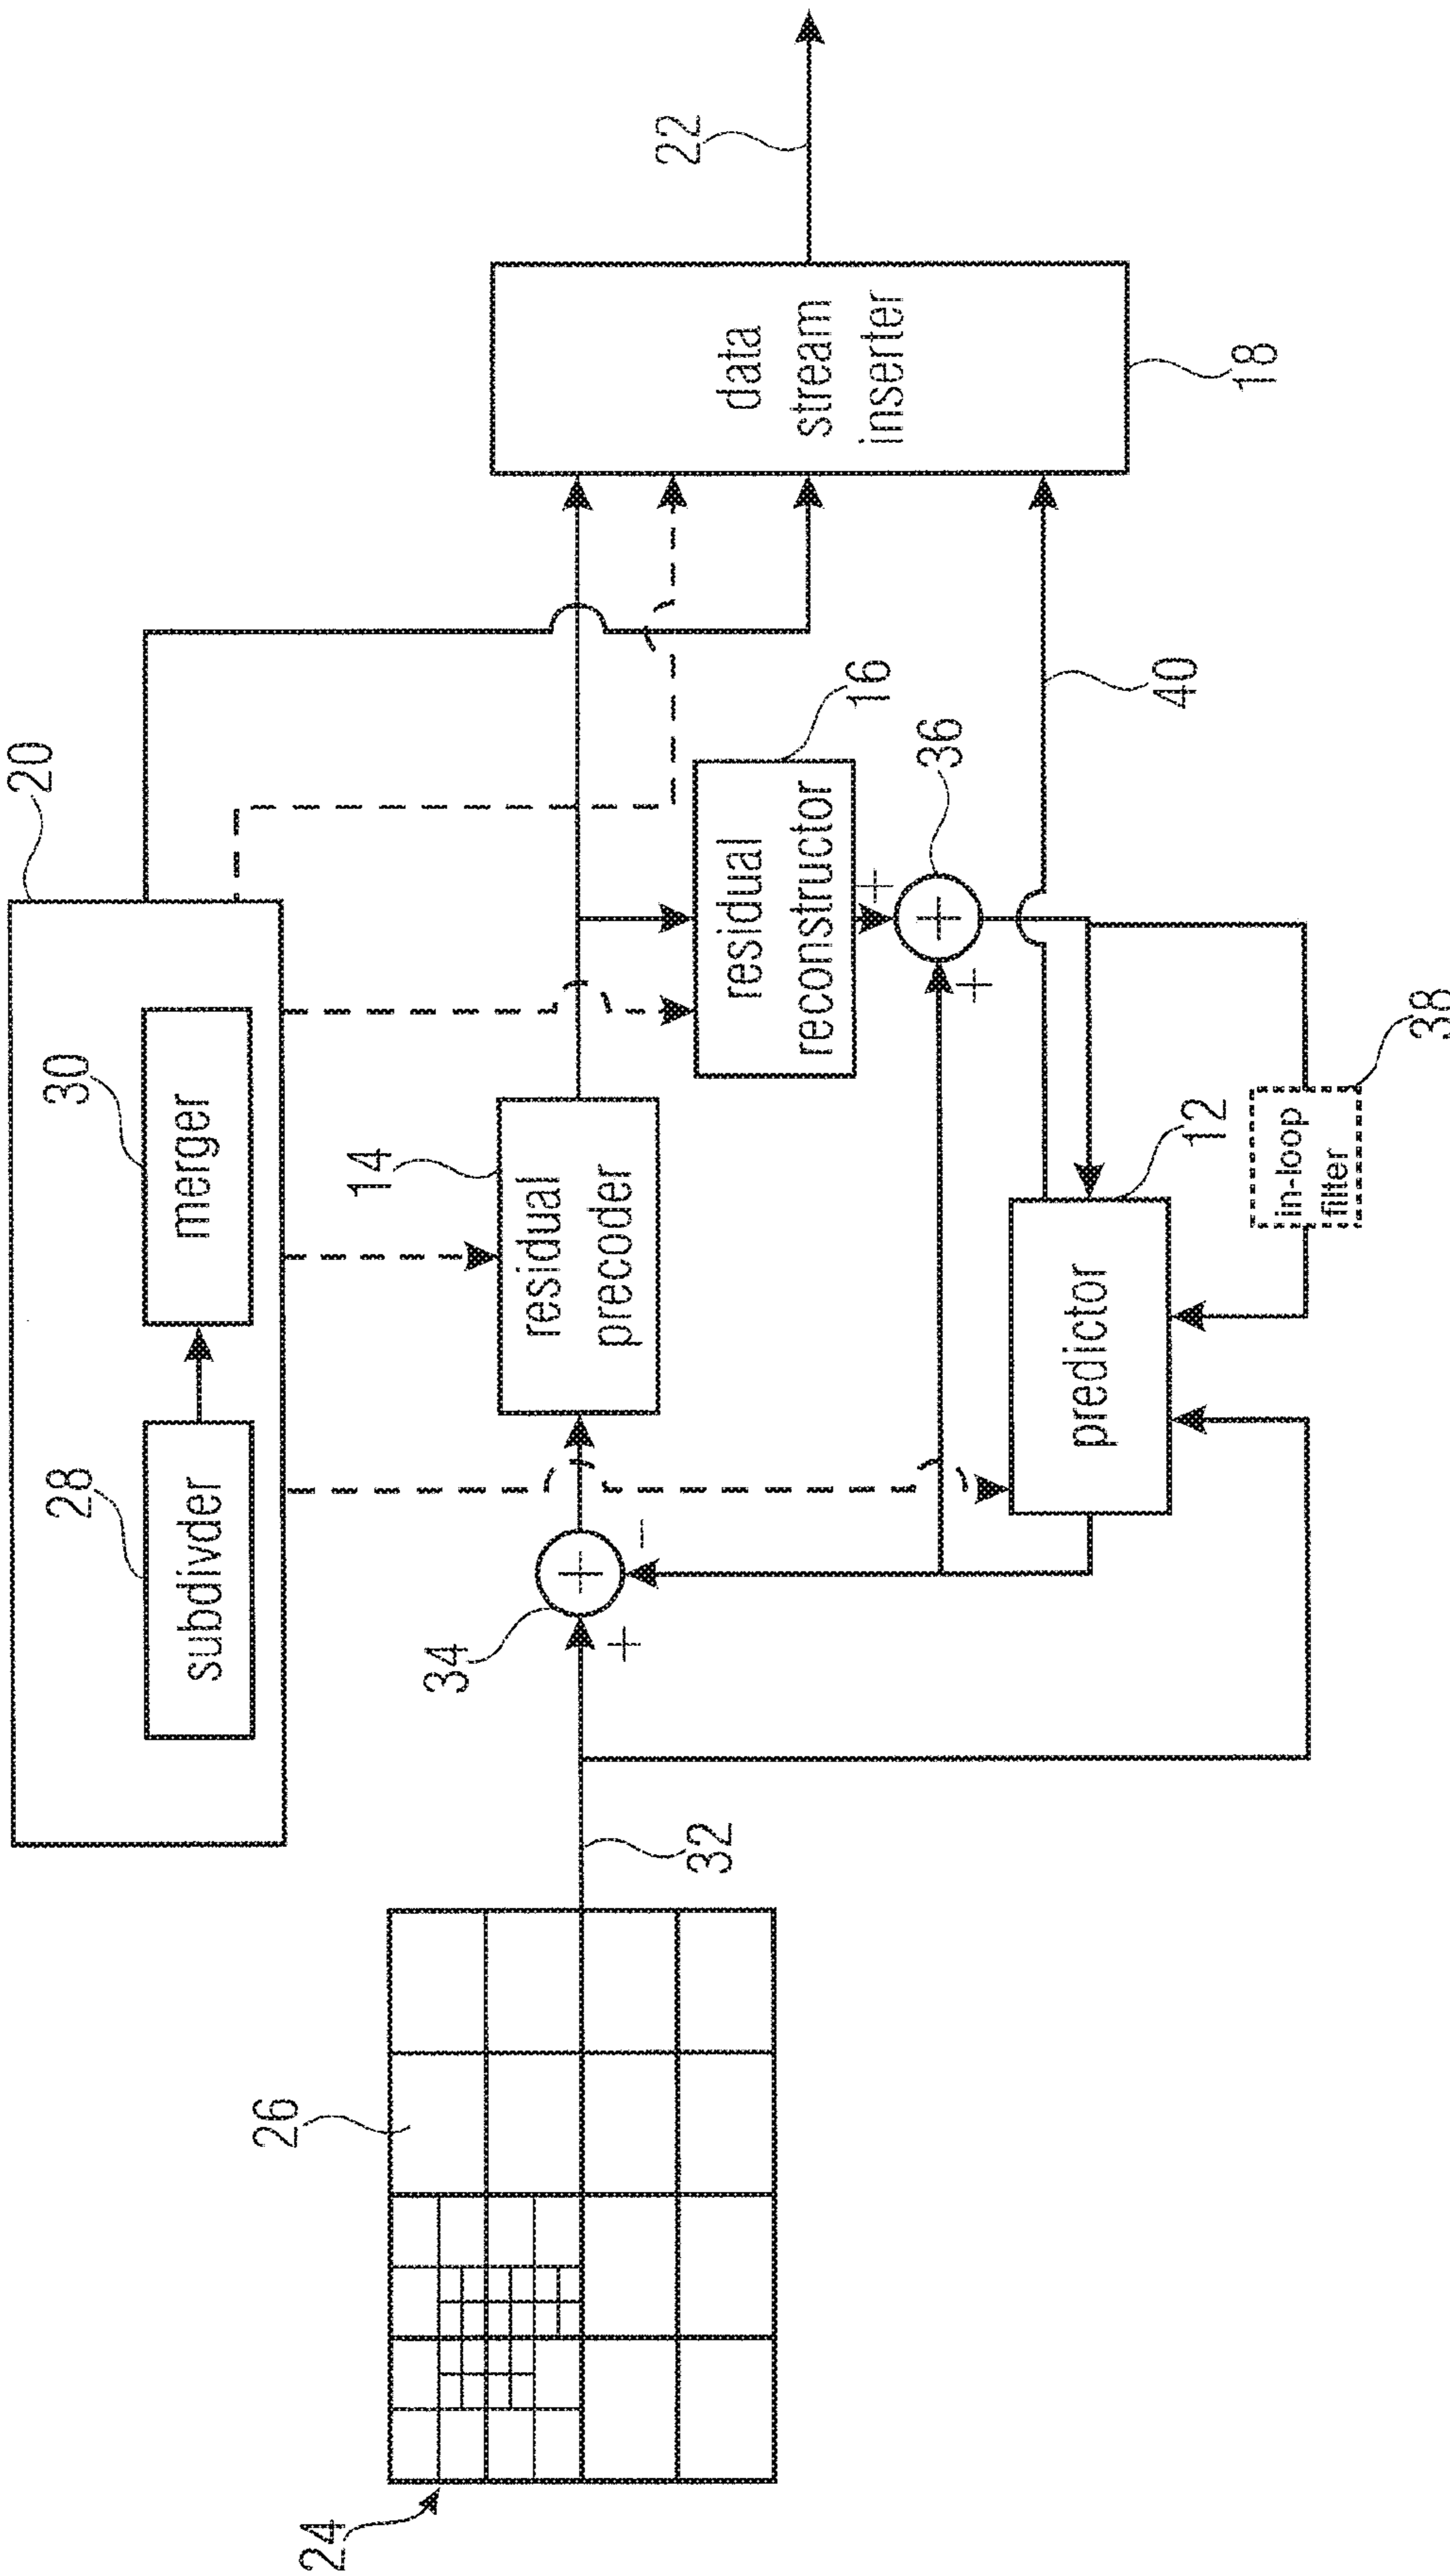 20
28
30
subdivder
merger
22
24
26
32
34
+
+
-
14
residual
precoder
16
residual
reconstructor
+
+
+
36
data
stream
inserter
18
40
12
predictor
in-loop
filter
38